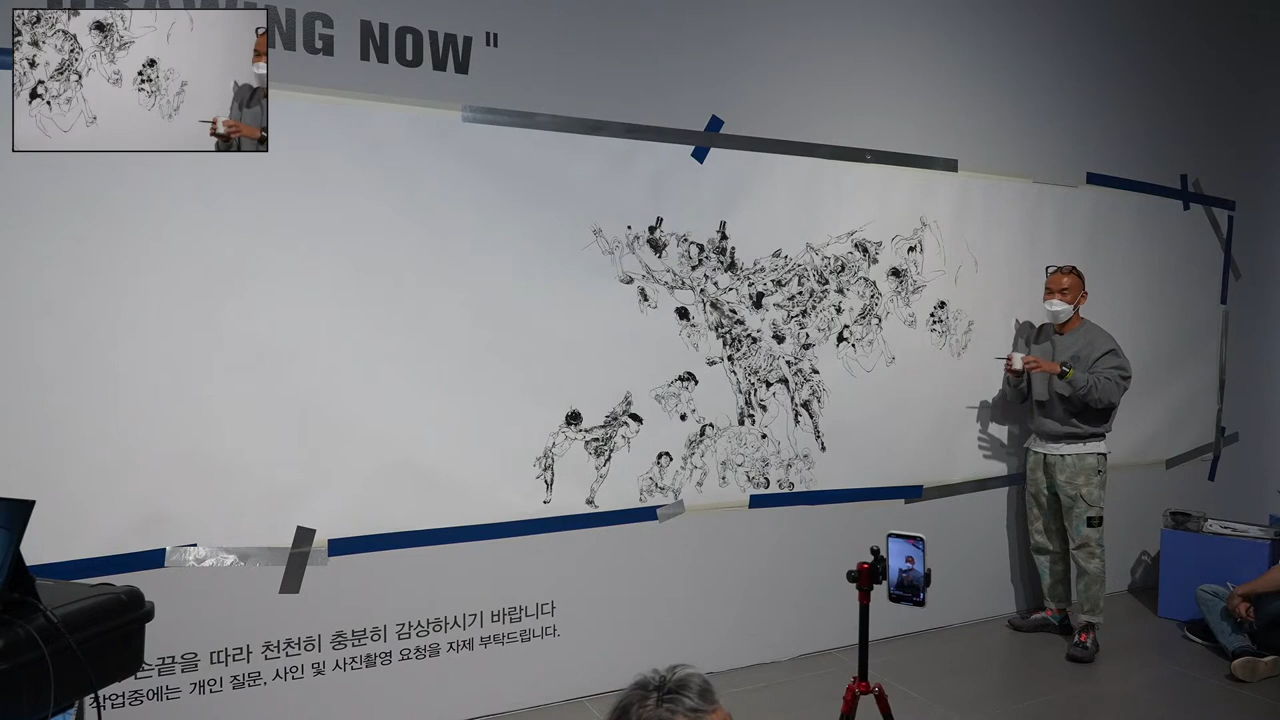 DRAWING NOW "
손끝을 따라 천천히 충분히 감상하시기 바랍니다
작업중에는 개인 질문, 사인 및 사진촬영 요청을 자제 부탁드립니다.